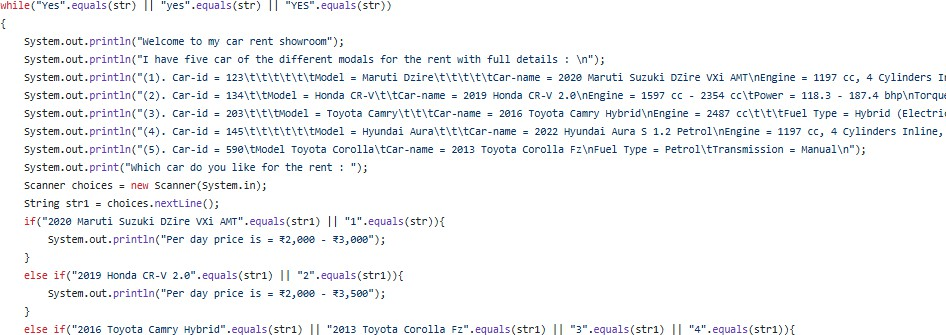 while("Yes".equals(str) || "yes".equals(str) || "YES".equals(str))
{
System.out.println("Welcome to my car rent showroom");
System.out.println("I have five car of the different modals for the rent with full details : \n");
System.out.println("(1). Car-id = 123\t\t\t\t\t\t\tModel = Maruti Dzire\t\t\t\t\tCar-name = 2020 Maruti Suzuki DZire VXi AMT\nEngine = 1197 cc, 4 Cylinders In
System.out.println("(2). Car-id = 134\t\tModel = Honda CR-V\t\tCar-name = 2019 Honda CR-V 2.0\nEngine = 1597 cc - 2354 cc\tPower = 118.3 - 187.4 bhp\nTorque
System.out.println("(3). Car-id = 203\t\t\tModel = Toyota Camry\t\t\tCar-name = 2016 Toyota Camry Hybrid\nEngine = 2487 cc\t\t\t\tFuel Type = Hybrid (Electric
System.out.println("(4). Car-id = 145\t\t\t\t\t\tModel = Hyundai Aura\t\t\tCar-name = 2022 Hyundai Aura S 1.2 Petrol\nEngine = 1197 cc, 4 Cylinders Inline,
System.out.println("(5). Car-id = 590\tModel Toyota Corolla\tCar-name = 2013 Toyota Corolla Fz\nFuel Type = Petrol\tTransmission = Manual\n");
System.out.print("Which car do you like for the rent : ");
Scanner choices = new Scanner(System.in);
String str1 = choices.nextLine();
if("2020 Maruti Suzuki DZire VXi AMT".equals(str1) || "1".equals(str)){
System.out.println("Per day price is = ₹2,000 - ₹3,000");
}
else if("2019 Honda CR-V 2.0".equals(str1) || "2".equals(str1)){
System.out.println("Per day price is = ₹2,000 - ₹3,500");
}
else if("2016 Toyota Camry Hybrid".equals(str1) || "2013 Toyota Corolla Fz".equals(str1) || "3".equals(str1) || "4".equals(str1)){